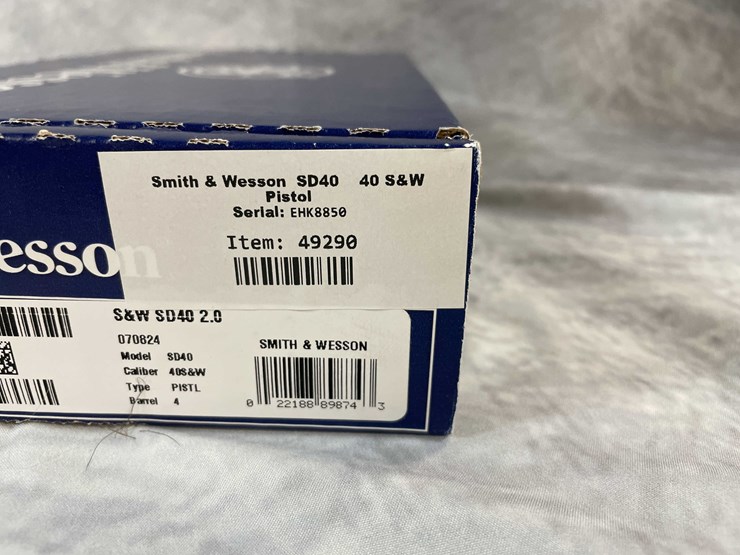 Smith & Wesson SD40 40 S&W
Pistol
Serial: EHK8850
Item: 49290
esson
S&W SD40 2.0
070824
Model SD40
Caliber 40S&W
Type PISTL
Barrel 4
SMITH & WESSON
0 22188 89874 3